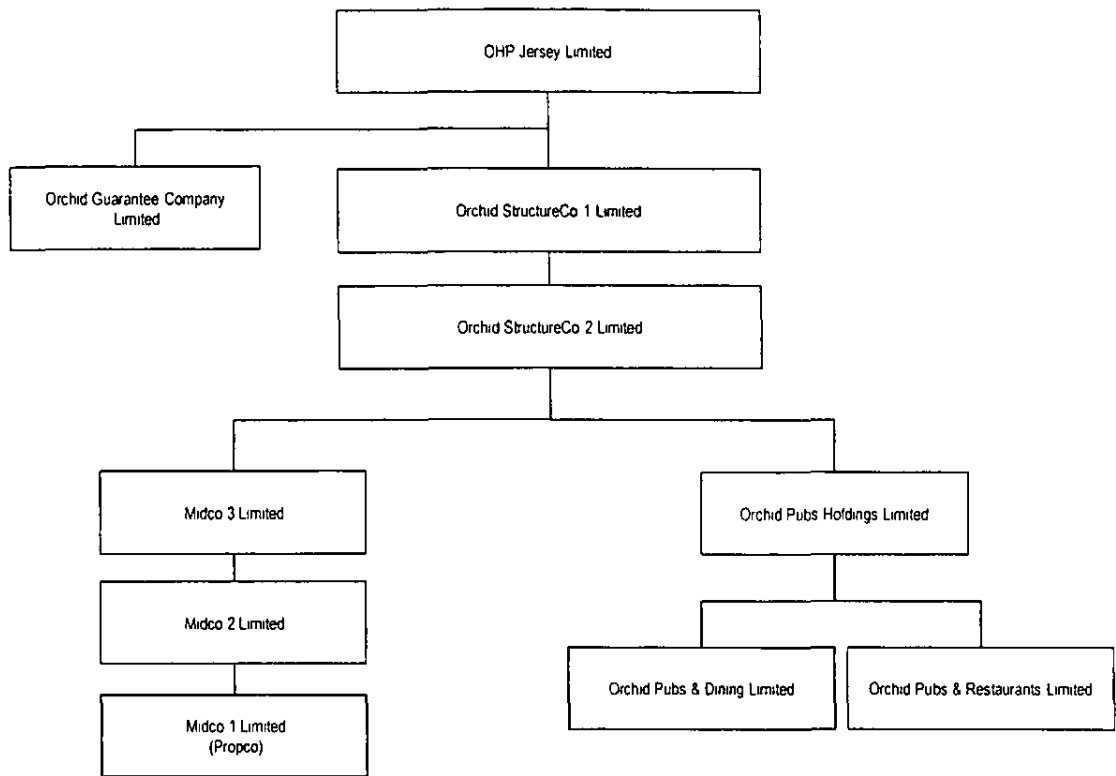 OHP Jersey Limited
Orchid Guarantee Company
Limited
Orchid StructureCo 1 Limited
Orchid StructureCo 2 Limited
Midco 3 Limited
Orchid Pubs Holdings Limited
Midco 2 Limited
Orchid Pubs & Dining Limited
Orchid Pubs & Restaurants Limited
Midco 1 Limited
(Propco)